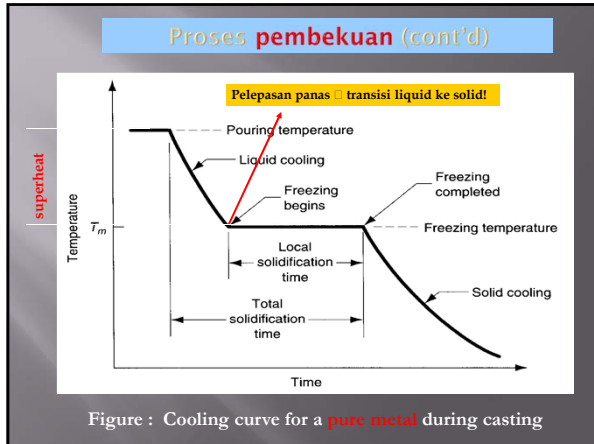 Proses pembekuan (cont'd)
Pelepasan panas □ transisi liquid ke solid!
Pouring temperature
Liquid cooling
superheat
Freezing
begins
Freezing
completed
Temperature
Tm
Freezing temperature
Local
solidification
time
Total
solidification
time
Solid cooling
Time
Figure : Cooling curve for a pure metal during casting